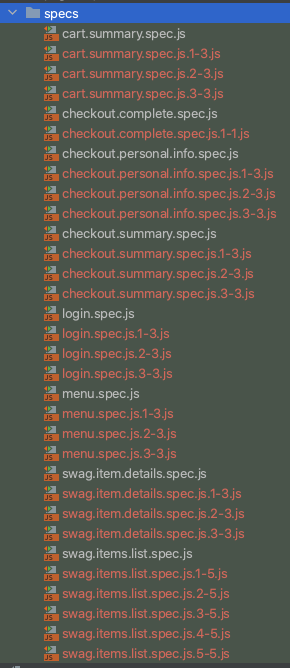 specs
cart.summary.spec.js
cart.summary.spec.js.1-3.js
cart.summary.spec.js.2-3.js
cart.summary.spec.js.3-3.js
checkout.complete.spec.js
checkout.complete.spec.js.1-1.js
checkout.personal.info.spec.js
checkout.personal.info.spec.js.1-3.js
checkout.personal.info.spec.js.2-3.js
checkout.personal.info.spec.js.3-3.js
checkout.summary.spec.js
checkout.summary.spec.js.1-3.js
checkout.summary.spec.js.2-3.js
checkout.summary.spec.js.3-3.js
login.spec.js
login.spec.js.1-3.js
login.spec.js.2-3.js
login.spec.js.3-3.js
menu.spec.js
menu.spec.js.1-3.js
menu.spec.js.2-3.js
menu.spec.js.3-3.js
swag.item.details.spec.js
swag.item.details.spec.js.1-3.js
swag.item.details.spec.js.2-3.js
swag.item.details.spec.js.3-3.js
swag.items.list.spec.js
swag.items.list.spec.js.1-5.js
swag.items.list.spec.js.2-5.js
swag.items.list.spec.js.3-5.js
swag.items.list.spec.js.4-5.js
swag.items.list.spec.js.5-5.js